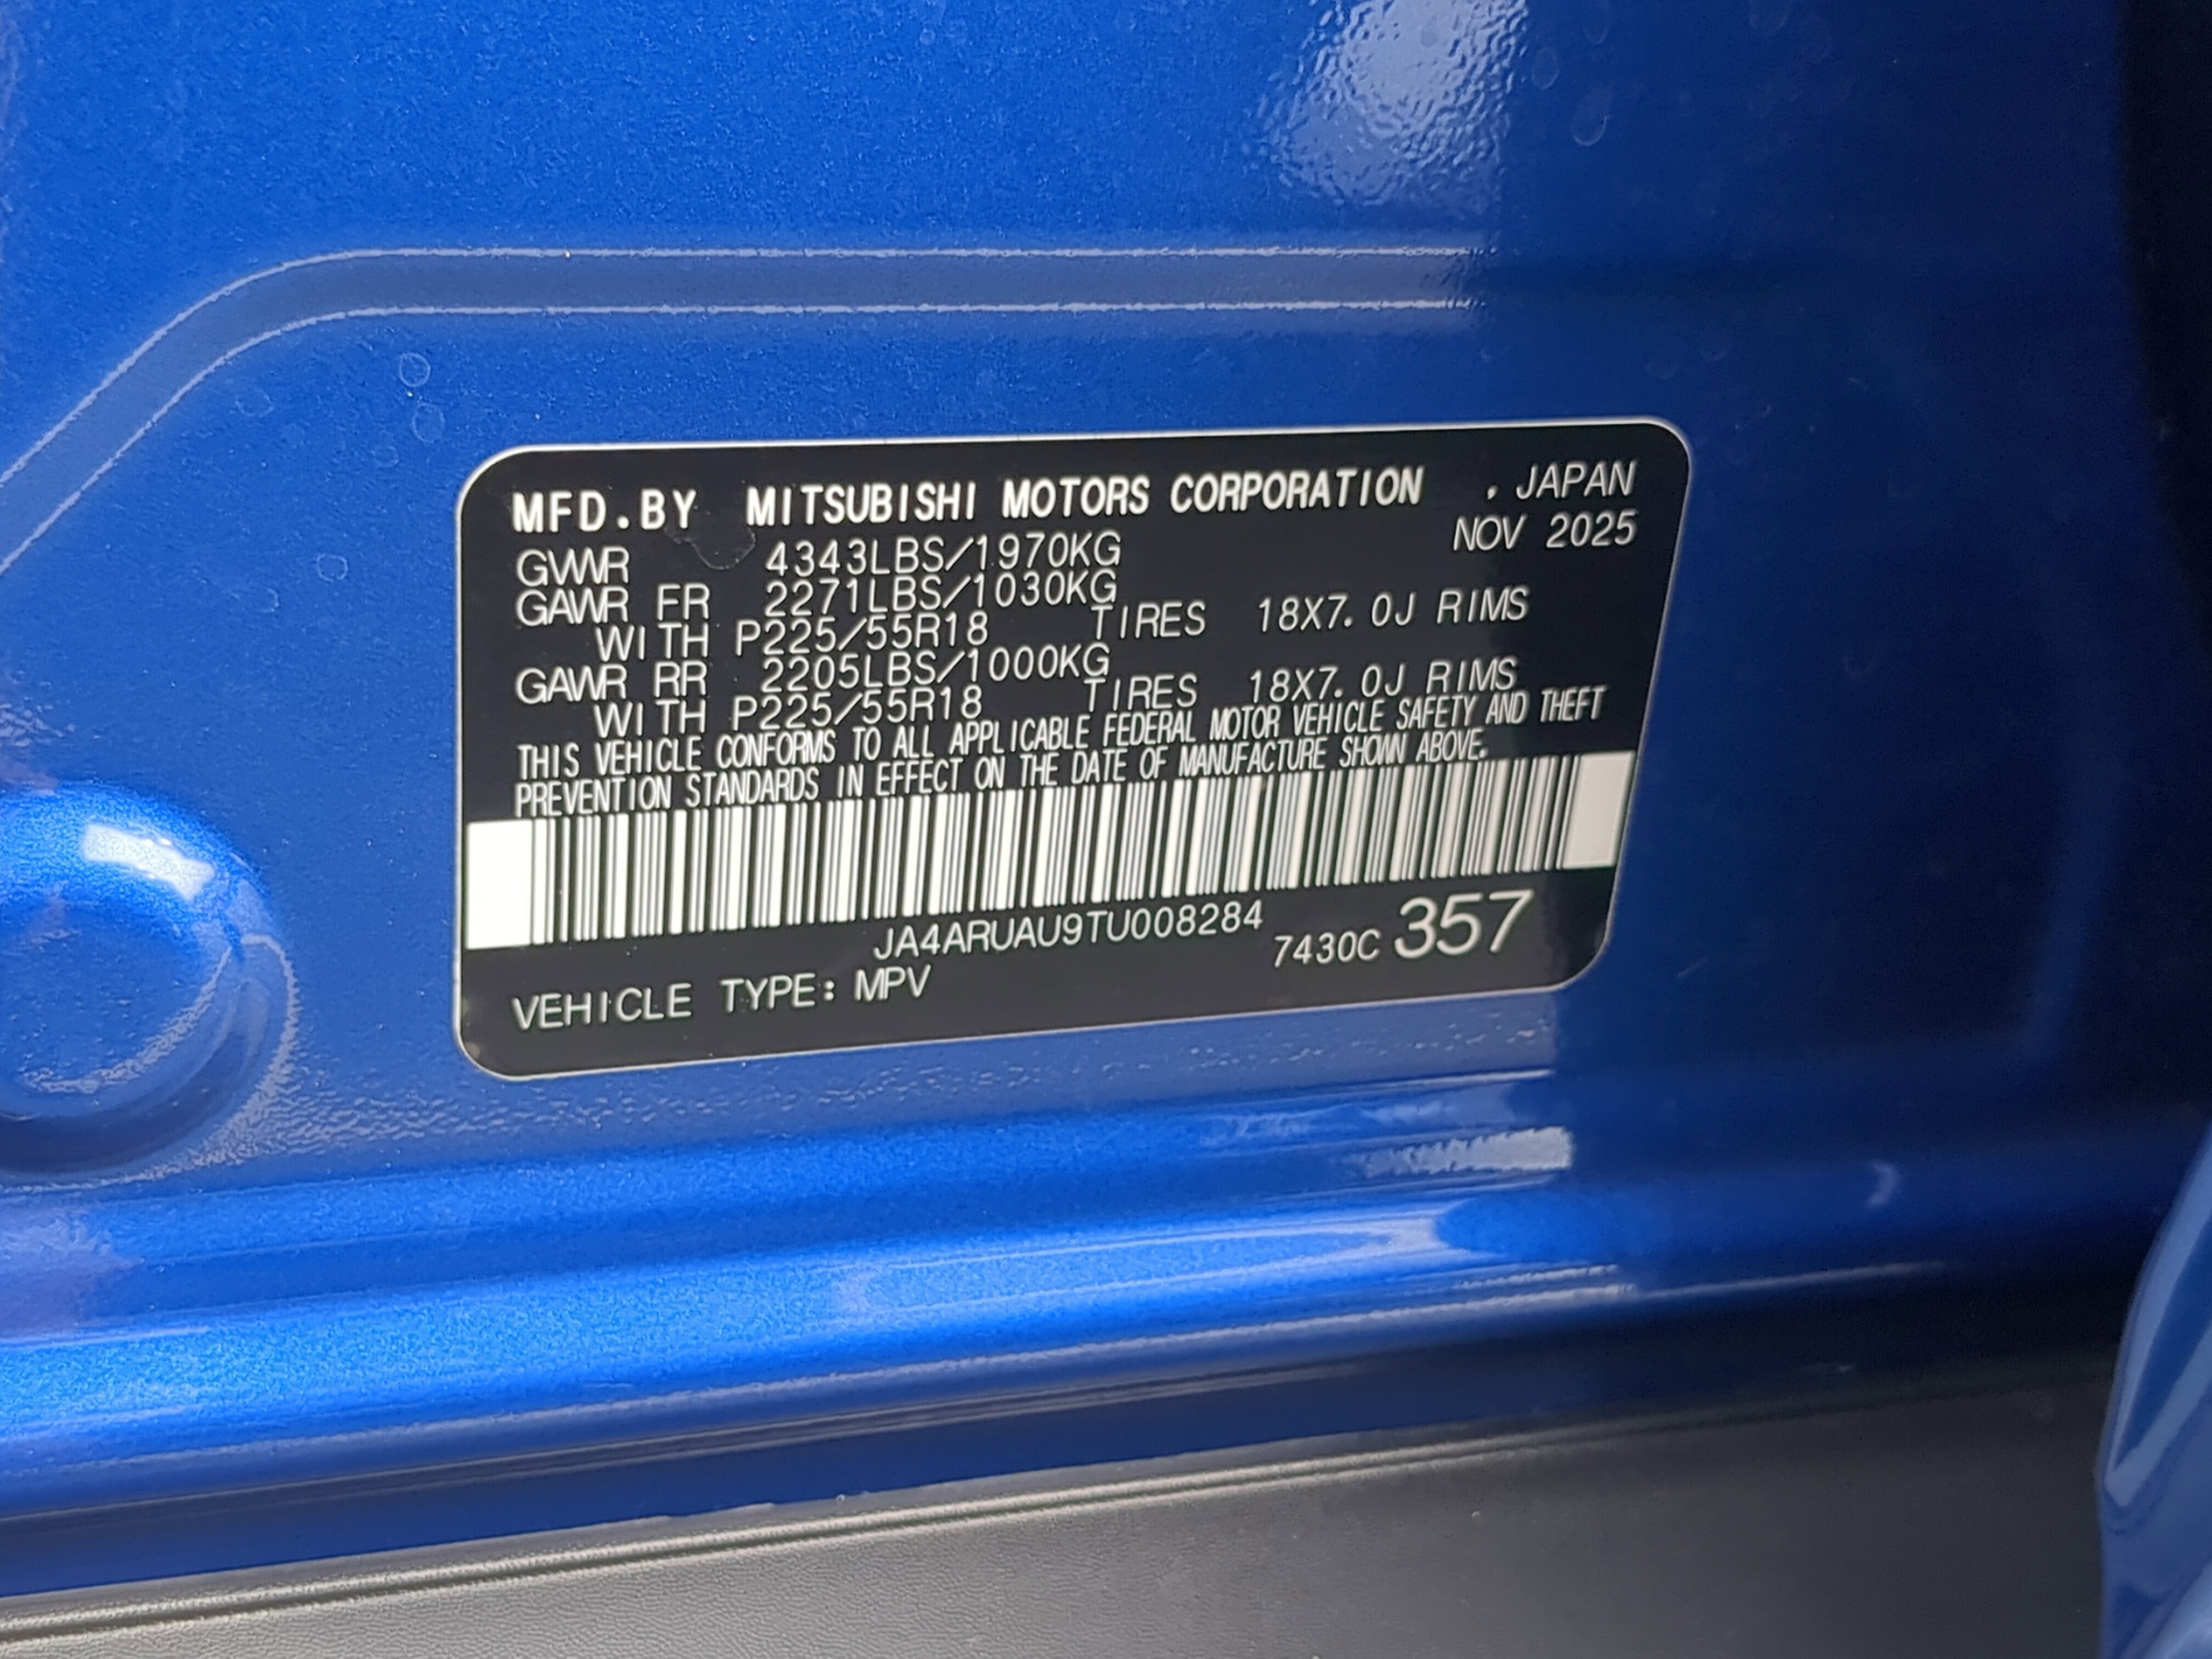 MFD.BY MITSUBISHI MOTORS CORPORATION , JAPAN
NOV 2025
GVWR 4343LBS/1970KG
GAWR FR 2271LBS/1030KG
WITH P225/55R18 TIRES 18X7.0J RIMS
GAWR RR 2205LBS/1000KG
WITH P225/55R18 TIRES 18X7.0J RIMS
THIS VEHICLE CONFORMS TO ALL APPLICABLE FEDERAL MOTOR VEHICLE SAFETY AND THEFT
PREVENTION STANDARDS IN EFFECT ON THE DATE OF MANUFACTURE SHOWN ABOVE.
JA4ARUAU9TU008284
7430C 357
VEHICLE TYPE: MPV